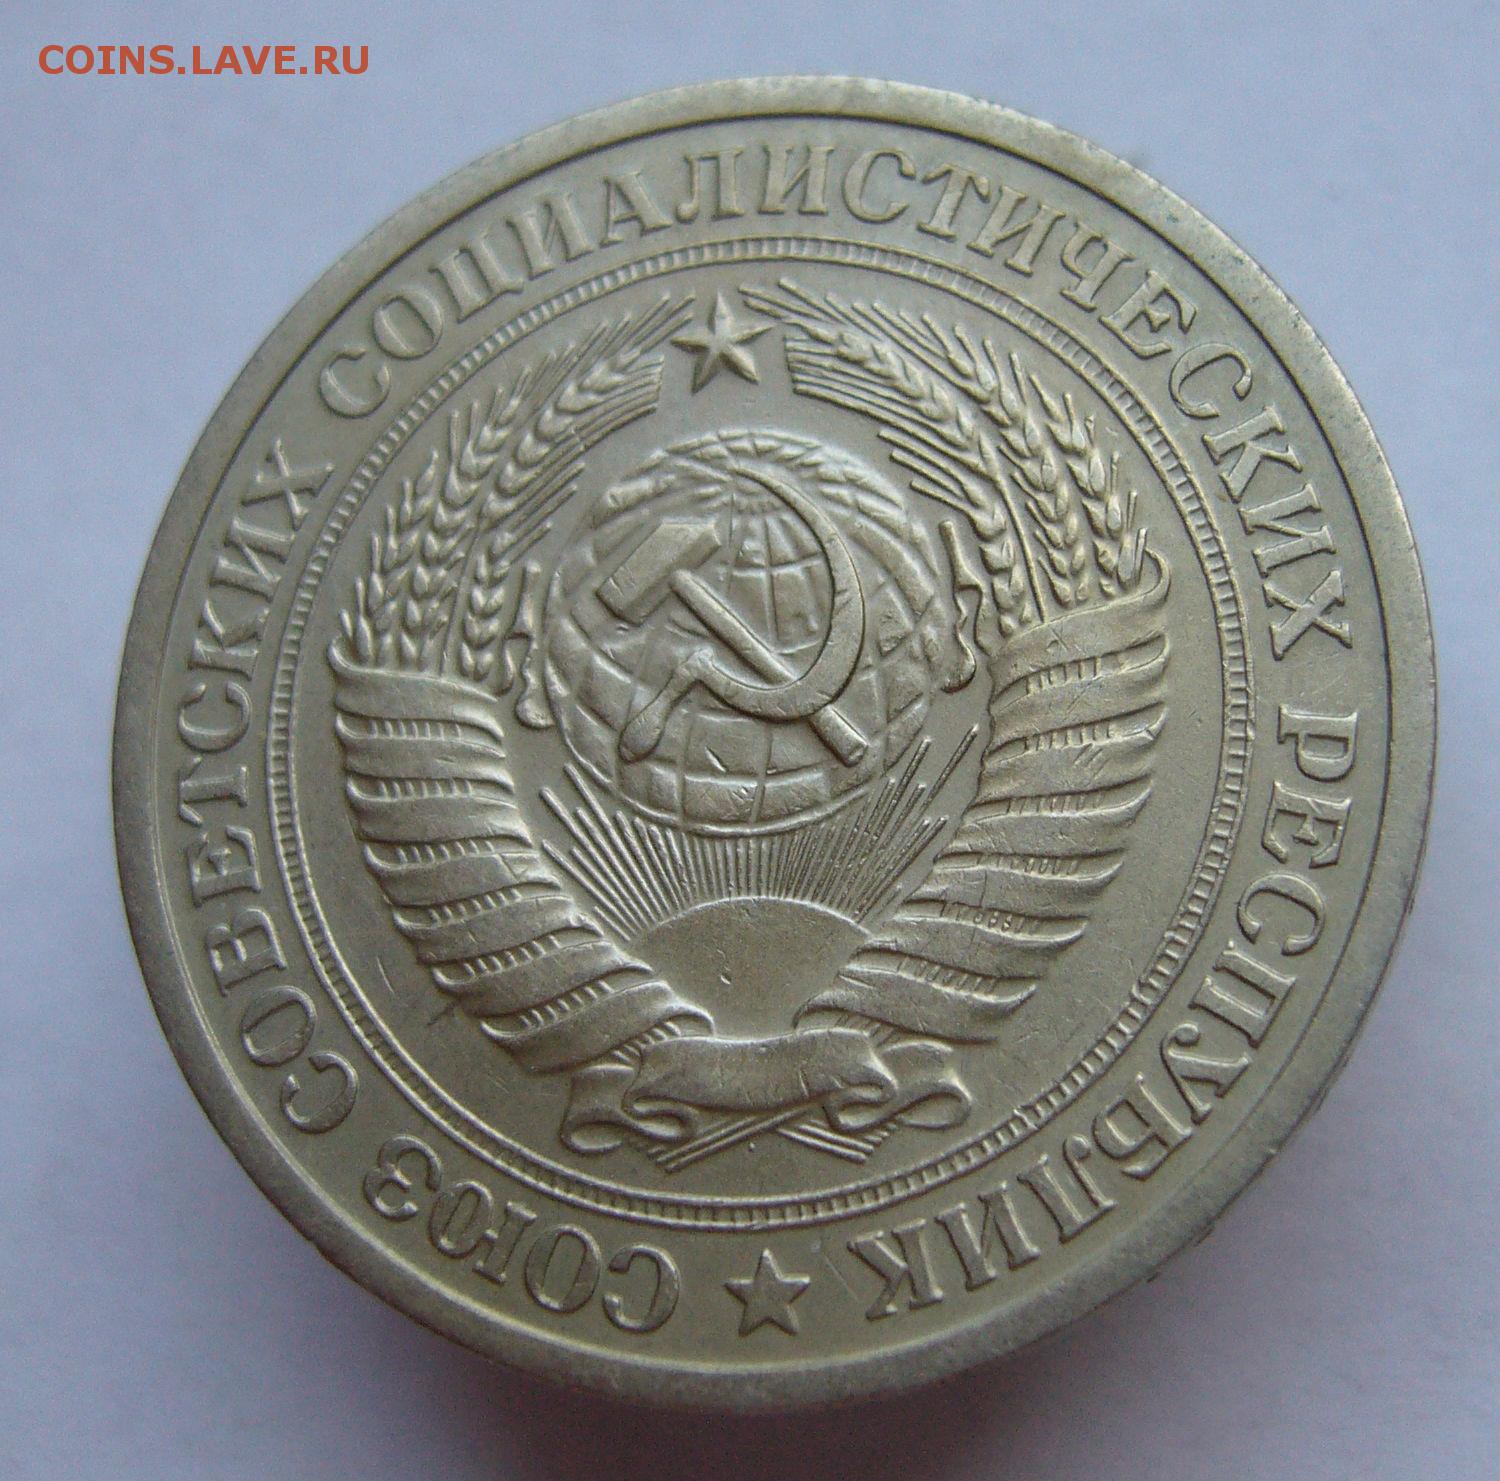 COINS.LAVE.RU
СОЮЗ СОВЕТСКИХ СОЦИАЛИСТИЧЕСКИХ РЕСПУБЛИК